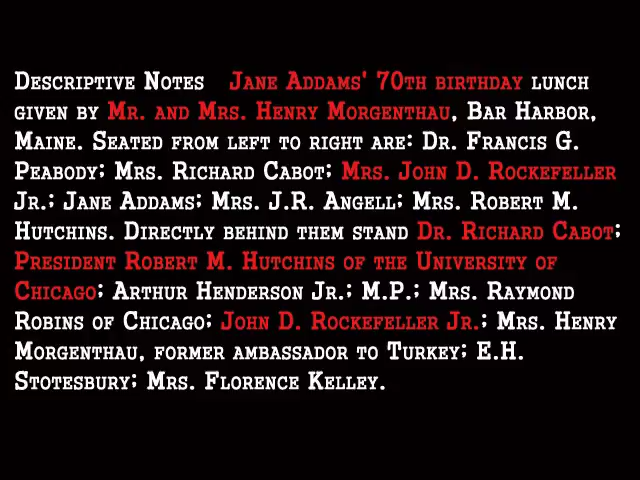 Descriptive Notes Jane Addams' 70th birthday lunch
given by Mr. and Mrs. Henry Morgenthau, Bar Harbor,
Maine. Seated from left to right are: Dr. Francis G.
Peabody; Mrs. Richard Cabot; Mrs. John D. Rockefeller
Jr.; Jane Addams; Mrs. J.R. Angell; Mrs. Robert M.
Hutchins. Directly behind them stand Dr. Richard Cabot;
President Robert M. Hutchins of the University of
Chicago; Arthur Henderson Jr.; M.P.; Mrs. Raymond
Robins of Chicago; John D. Rockefeller Jr.; Mrs. Henry
Morgenthau, former ambassador to Turkey; E.H.
Stotesbury; Mrs. Florence Kelley.